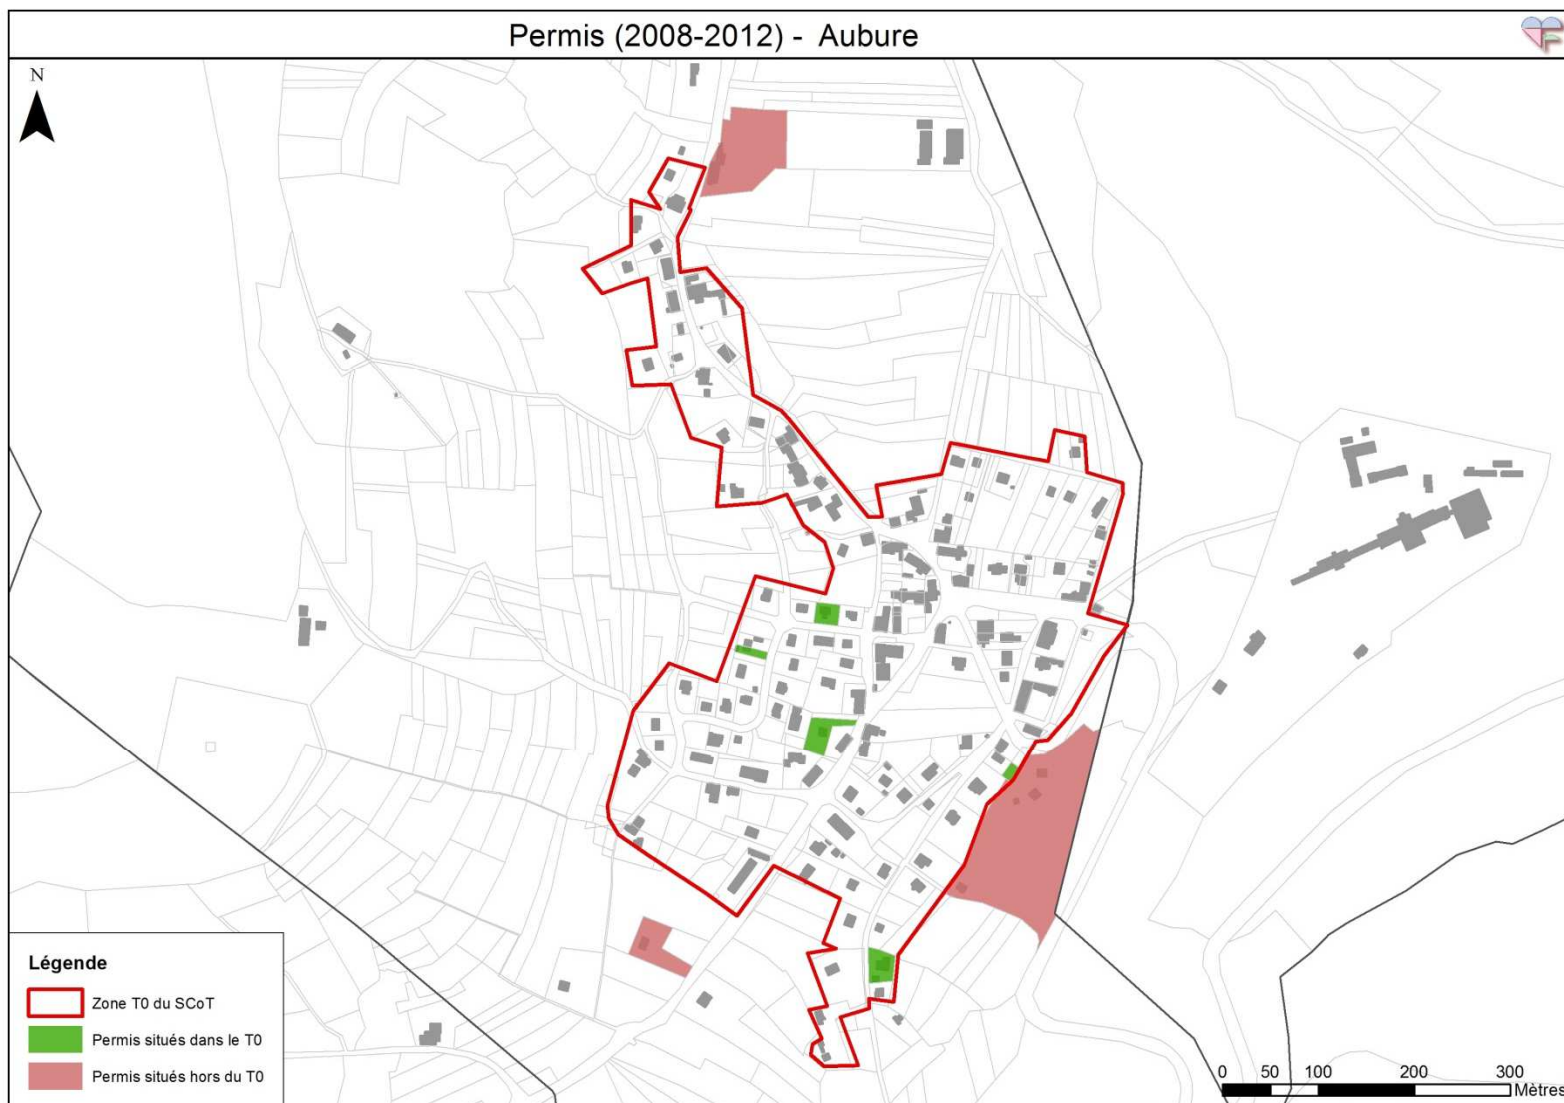 Permis (2008-2012) - Aubure
N
Légende
Zone T0 du SCoT
Permis situés dans le T0
Permis situés hors du T0
0 50 100 200 300
Mètres